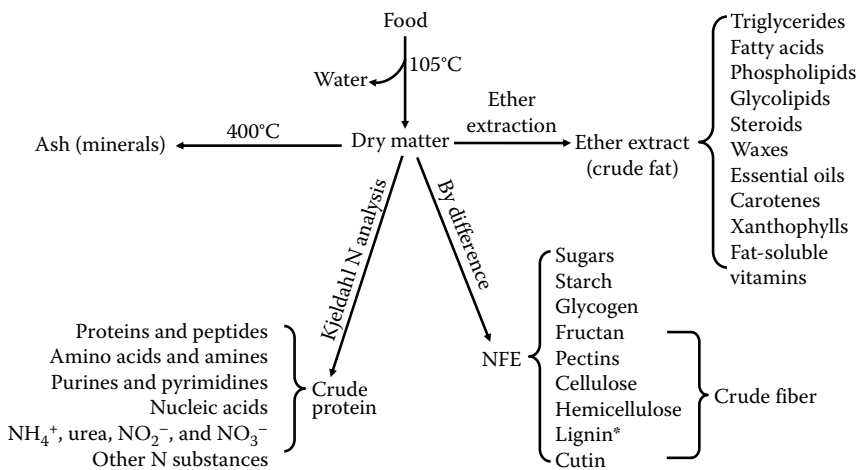 Food
105°C
Water
Ether
extraction
400°C
Ash (minerals)
Dry matter
Ether extract
(crude fat)
Triglycerides
Fatty acids
Phospholipids
Glycolipids
Steroids
Waxes
Essential oils
Carotenes
Xanthophylls
Fat-soluble
vitamins
Kjeldahl N analysis
By difference
Proteins and peptides
Amino acids and amines
Purines and pyrimidines
Nucleic acids
NH₄⁺, urea, NO₂⁻, and NO₃⁻
Other N substances
Crude
protein
NFE
Sugars
Starch
Glycogen
Fructan
Pectins
Cellulose
Hemicellulose
Lignin*
Cutin
Crude fiber